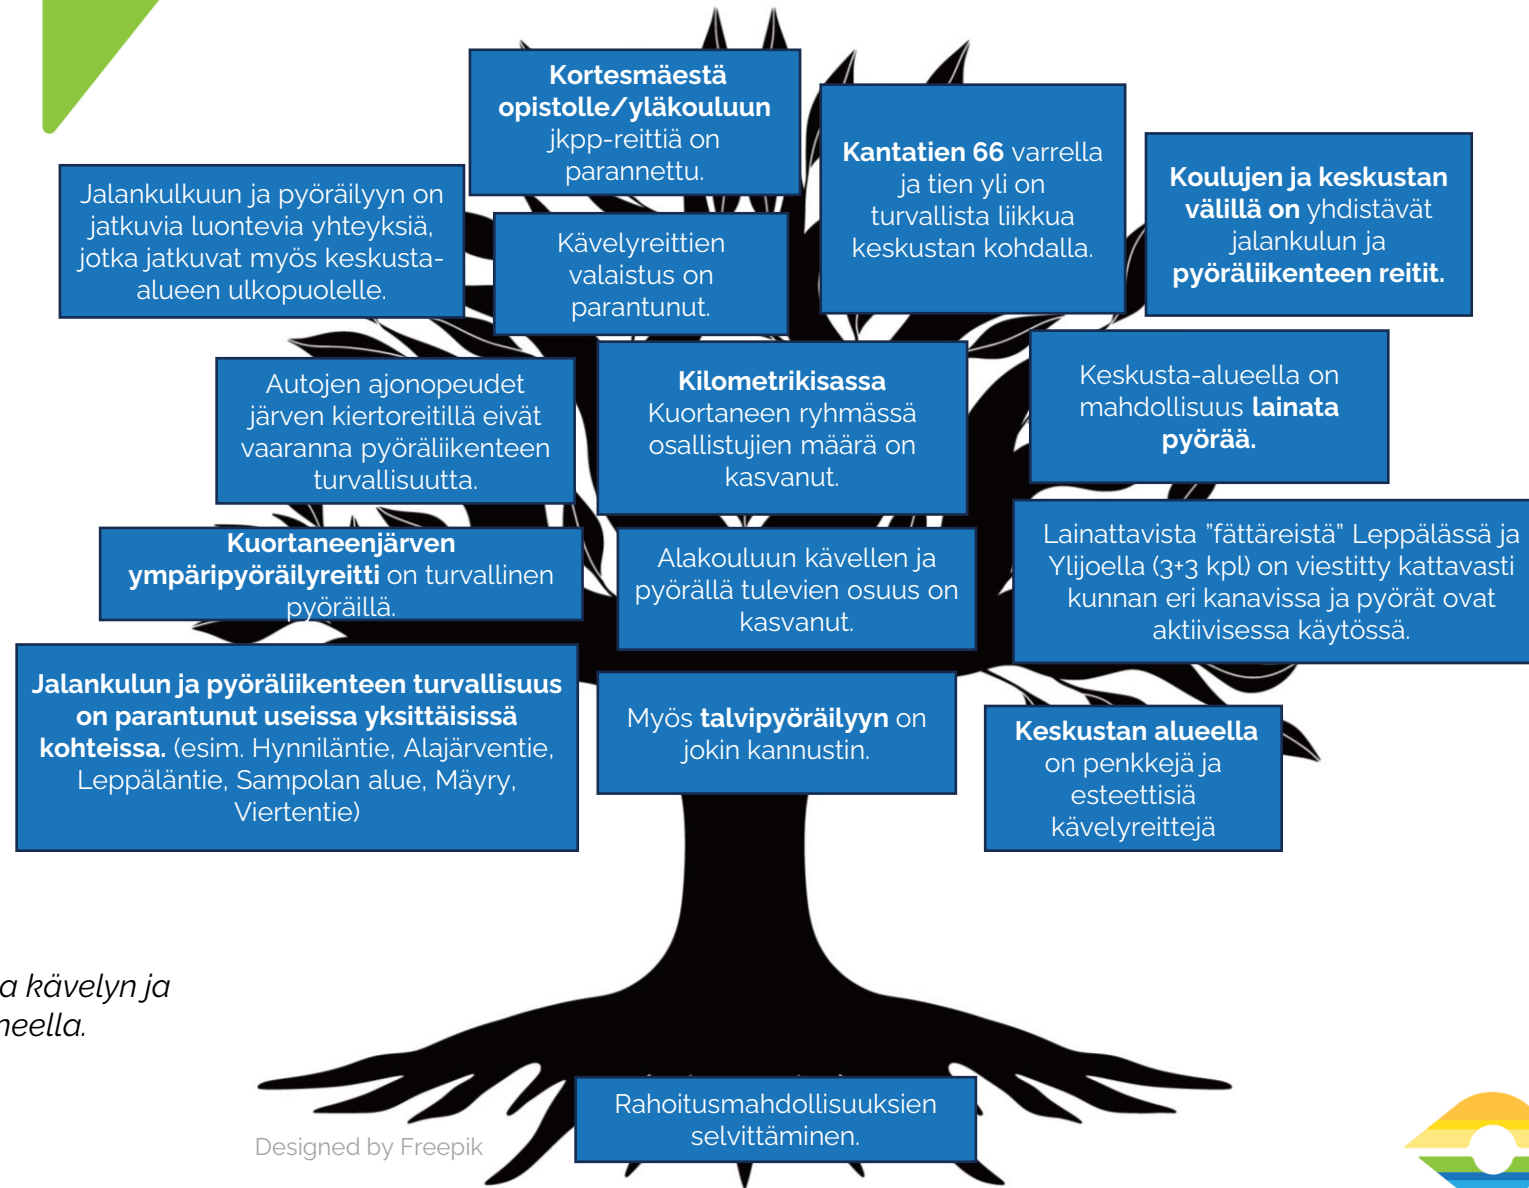 Kortesmäestä
opistolle/yläkouluun
jkpp-reittiä on
parannettu.
Kantatien 66 varrella
ja tien yli on
turvallista liikkua
keskustan kohdalla.
Koulujen ja keskustan
välillä on yhdistävät
jalankulun ja
pyöräliikenteen reitit.
Jalankulkuun ja pyöräilyyn on
jatkuvia luontevia yhteyksiä,
jotka jatkuvat myös keskusta-
alueen ulkopuolelle.
Kävelyreittien
valaistus on
parantunut.
Autojen ajonopeudet
järven kiertoreitillä eivät
vaaranna pyöräliikenteen
turvallisuutta.
Kilometrikisassa
Kuortaneen ryhmässä
osallistujien määrä on
kasvanut.
Keskusta-alueella on
mahdollisuus lainata
pyörää.
Kuortaneenjärven
ympäripyöräilyreitti on turvallinen
pyöräillä.
Alakouluun kävellen ja
pyörällä tulevien osuus on
kasvanut.
Lainattavista ”fättäreistä” Leppälässä ja
Ylijoella (3+3 kpl) on viestitty kattavasti
kunnan eri kanavissa ja pyörät ovat
aktiivisessa käytössä.
Jalankulun ja pyöräliikenteen turvallisuus
on parantunut useissa yksittäisissä
kohteissa. (esim. Hynniläntie, Alajärventie,
Leppäläntie, Sampolan alue, Mäyry,
Viertentie)
Myös talvipyöräilyyn on
jokin kannustin.
Keskustan alueella
on penkkejä ja
esteettisiä
kävelyreittejä
a kävelyn ja
neella.
Rahoitusmahdollisuuksien
selvittäminen.
Designed by Freepik